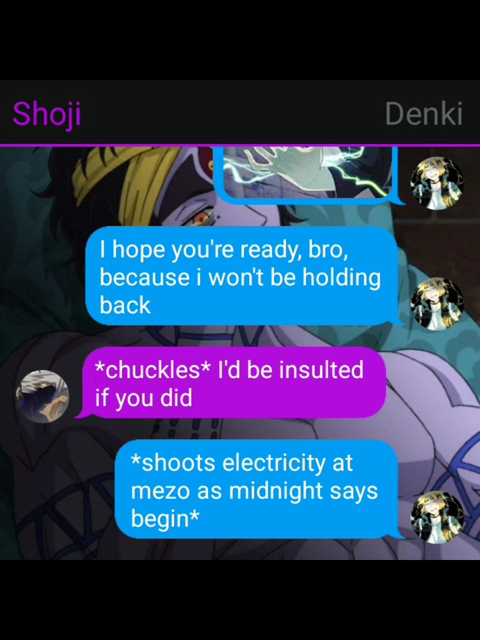 Shoji
Denki
I hope you're ready, bro,
because i won't be holding
back
*chuckles* I'd be insulted
if you did
*shoots electricity at
mezo as midnight says
begin*